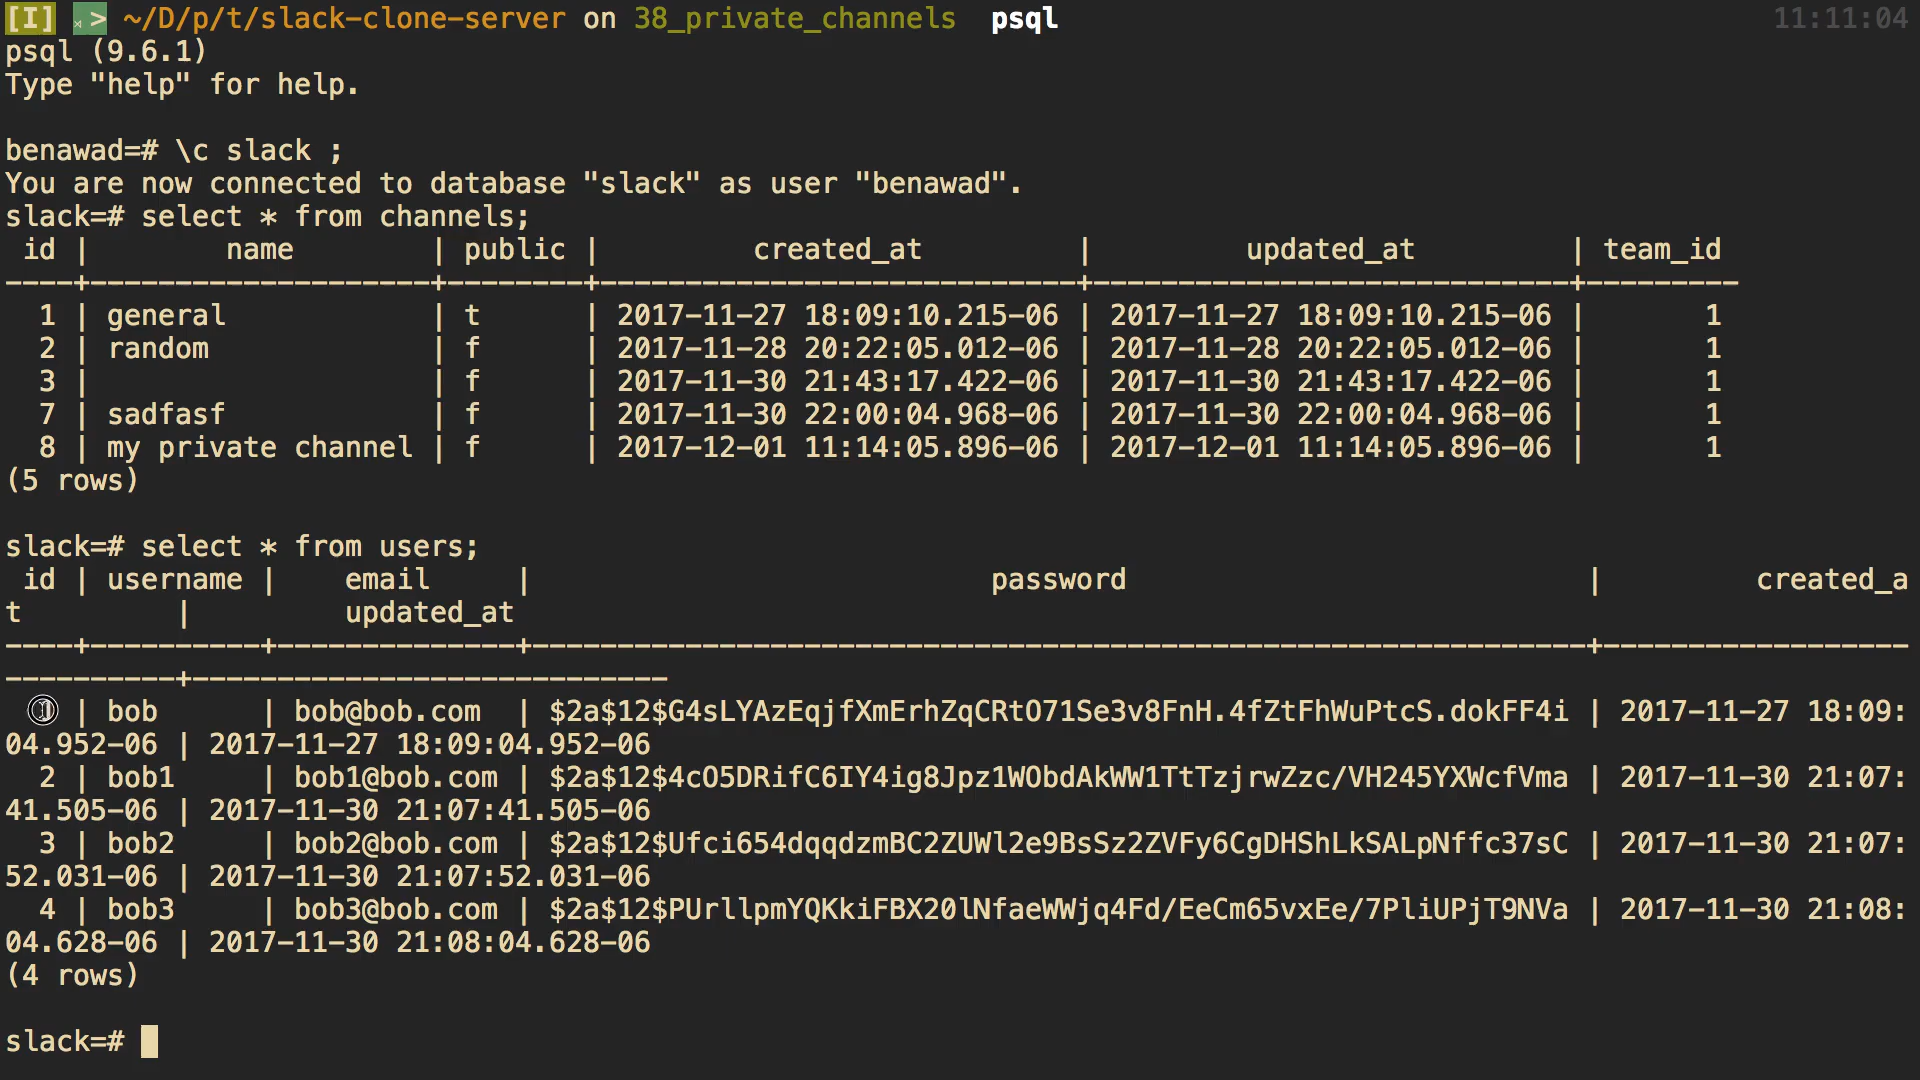 [I] > ~/D/p/t/slack-clone-server on 38_private_channels psql 11:11:04
psql (9.6.1)
Type "help" for help.
benawad=# \c slack ;
You are now connected to database "slack" as user "benawad".
slack=# select * from channels;
 id |        name        | public |         created_at         |         updated_at         | team_id
----+--------------------+--------+----------------------------+----------------------------+---------
  1 | general            | t      | 2017-11-27 18:09:10.215-06 | 2017-11-27 18:09:10.215-06 |       1
  2 | random             | f      | 2017-11-28 20:22:05.012-06 | 2017-11-28 20:22:05.012-06 |       1
  3 |                    | f      | 2017-11-30 21:43:17.422-06 | 2017-11-30 21:43:17.422-06 |       1
  7 | sadfasf            | f      | 2017-11-30 22:00:04.968-06 | 2017-11-30 22:00:04.968-06 |       1
  8 | my private channel | f      | 2017-12-01 11:14:05.896-06 | 2017-12-01 11:14:05.896-06 |       1
(5 rows)
slack=# select * from users;
 id | username |    email     |                           password                           |         created_a
t         |         updated_at
----+----------+--------------+--------------------------------------------------------------+------------------
----------+----------------------------
  1 | bob      | bob@bob.com  | $2a$12$G4sLYAzEqjfXmErhZqCRtO71Se3v8FnH.4fZtFhWuPtcS.dokFF4i | 2017-11-27 18:09:
04.952-06 | 2017-11-27 18:09:04.952-06
  2 | bob1     | bob1@bob.com | $2a$12$4cO5DRifC6IY4ig8Jpz1WObdAkWW1TtTzjrwZzc/VH245YXWcfVma | 2017-11-30 21:07:
41.505-06 | 2017-11-30 21:07:41.505-06
  3 | bob2     | bob2@bob.com | $2a$12$Ufci654dqqdzmBC2ZUWl2e9BsSz2ZVFy6CgDHShLkSALpNffc37sC | 2017-11-30 21:07:
52.031-06 | 2017-11-30 21:07:52.031-06
  4 | bob3     | bob3@bob.com | $2a$12$PUrllpmYQKkiFBX20lNfaeWWjq4Fd/EeCm65vxEe/7PliUPjT9NVa | 2017-11-30 21:08:
04.628-06 | 2017-11-30 21:08:04.628-06
(4 rows)
slack=#